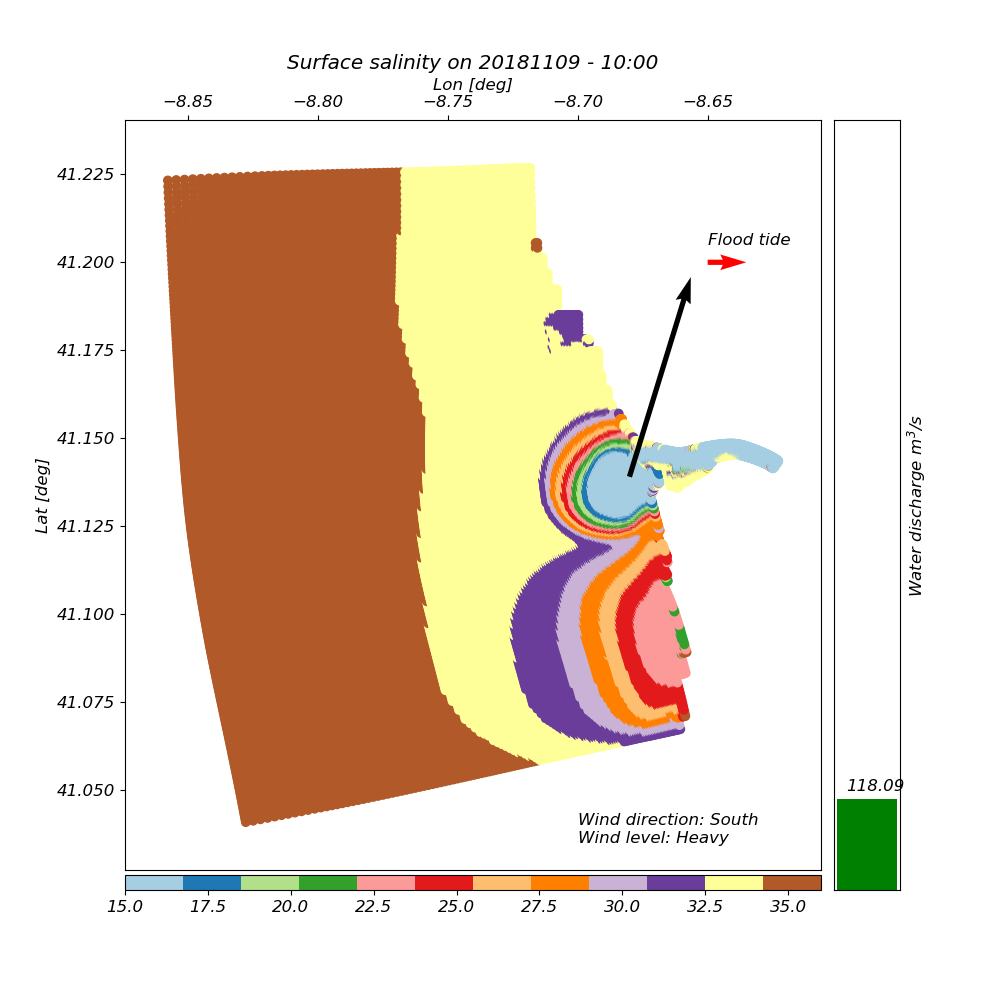 Surface salinity on 20181109 - 10:00
Lon [deg]
−8.85 −8.80 −8.75 −8.70 −8.65
41.225
41.200
41.175
41.150
41.125
41.100
41.075
41.050
Lat [deg]
Flood tide
Wind direction: South
Wind level: Heavy
118.09
Water discharge m³/s
15.0 17.5 20.0 22.5 25.0 27.5 30.0 32.5 35.0